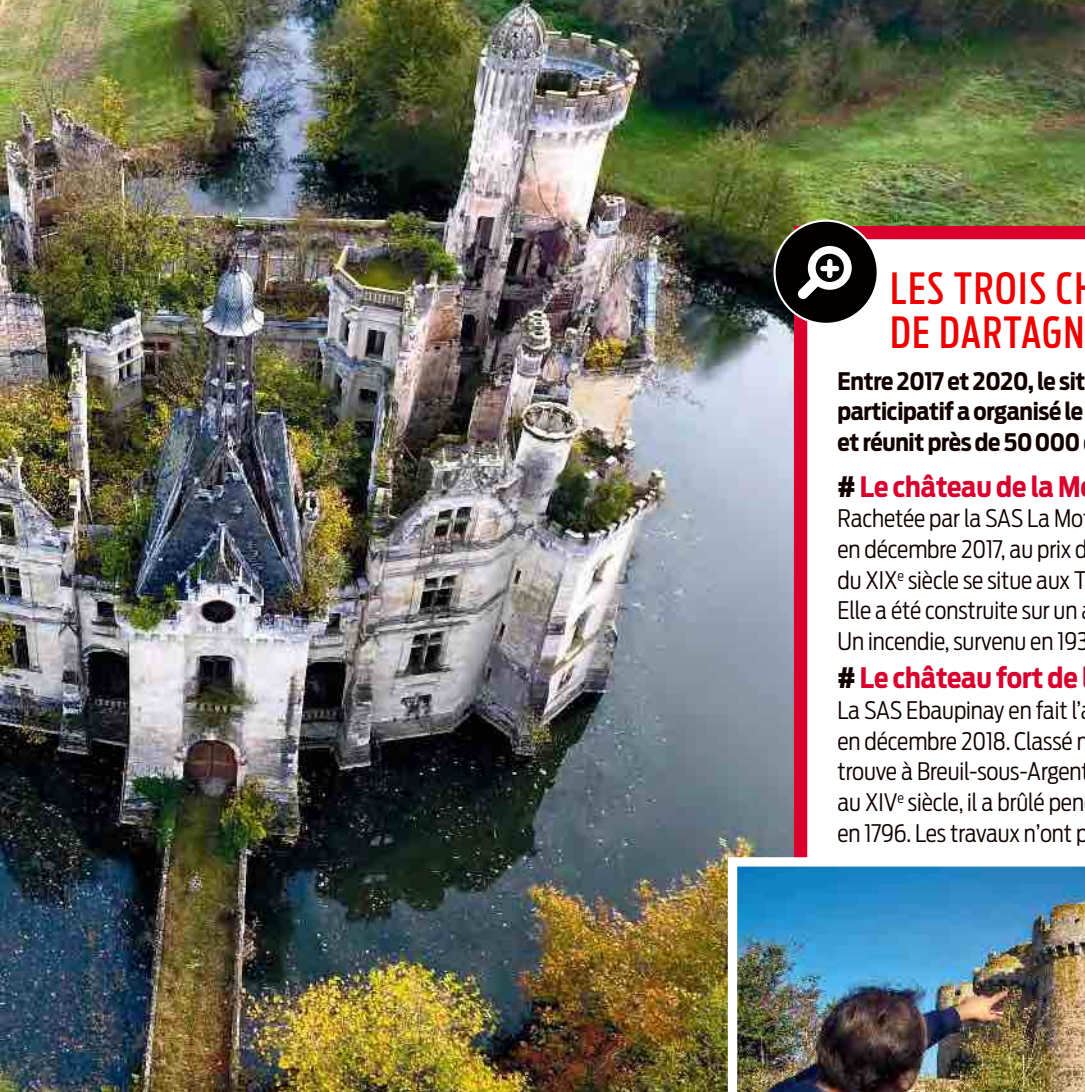 LES TROIS CH
DE DARTAGN
Entre 2017 et 2020, le sit
participatif a organisé le
et réunit près de 50 000
# Le château de la Mo
Rachetée par la SAS La Mot
en décembre 2017, au prix d
du XIXᵉ siècle se situe aux T
Elle a été construite sur un a
Un incendie, survenu en 193
# Le château fort de l
La SAS Ebaupinay en fait l’a
en décembre 2018. Classé m
trouve à Breuil-sous-Argent
au XIVᵉ siècle, il a brûlé pen
en 1796. Les travaux n’ont p